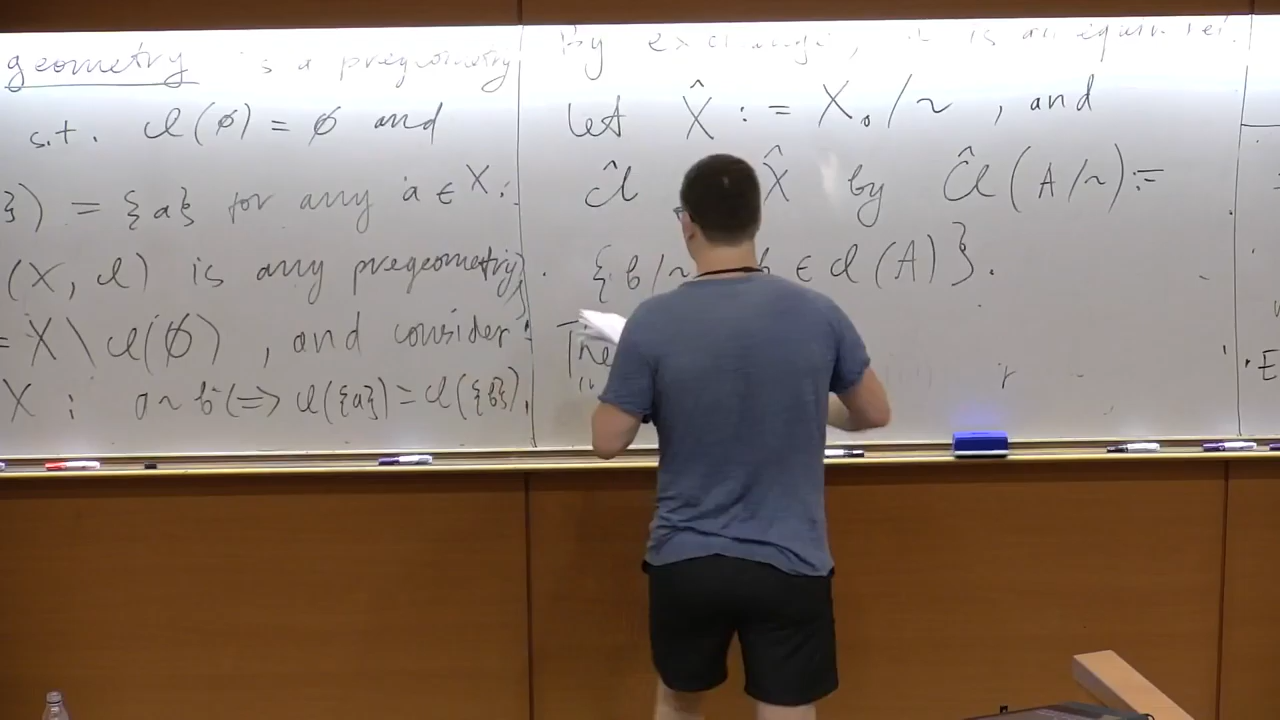 geometry is a pregeometry
s.t. cl(∅) = ∅ and
}) = {a} for any a ∈ X.
(X, cl) is any pregeometry,
= X \ cl(∅), and consider
X : a ~ b (=> cl({a}) = cl({b}).
By exchange, it is an equiv. rel.
let X̂ := X₀/~, and
ĉl X̂ by ĉl(A/~) :=
{b/~ ∈ cl(A)}.
The
E